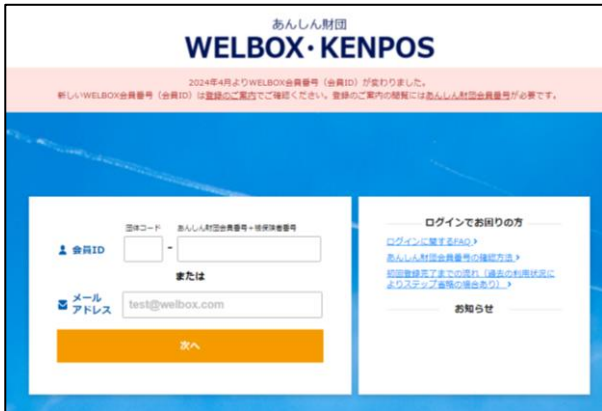 あんしん財団
WELBOX・KENPOS
2024年4月よりWELBOX会員番号（会員ID）が変わりました。
新しいWELBOX会員番号（会員ID）は登録のご案内でご確認ください。登録のご案内の閲覧にはあんしん財団会員番号が必要です。
団体コード あんしん財団会員番号+被保険者番号
会員ID -
または
メール
アドレス
test@welbox.com
次へ
ログインでお困りの方
ログインに関するFAQ
あんしん財団会員番号の確認方法
初回登録完了までの流れ（過去の利用状況に
よりステップ省略の場合あり）
お知らせ